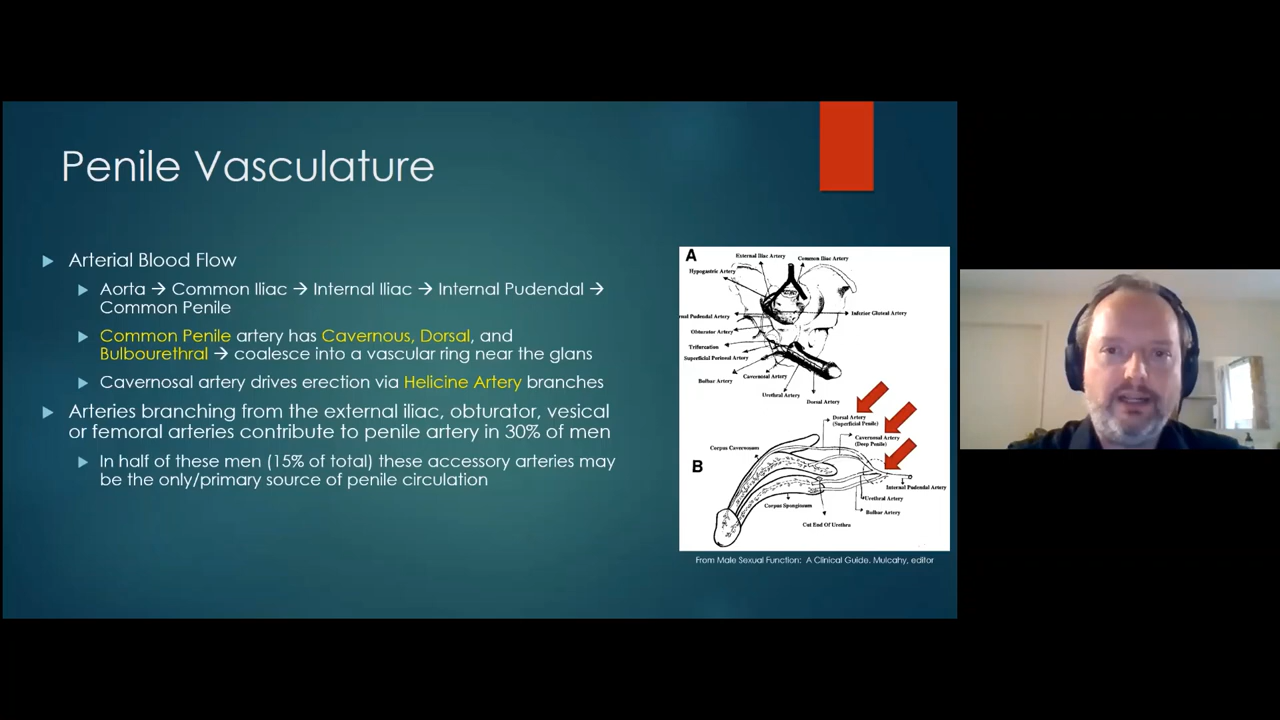 Penile Vasculature
Arterial Blood Flow
Aorta → Common Iliac → Internal Iliac → Internal Pudendal →
Common Penile
Common Penile artery has Cavernous, Dorsal, and
Bulbourethral → coalesce into a vascular ring near the glans
Cavernosal artery drives erection via Helicine Artery branches
Arteries branching from the external iliac, obturator, vesical
or femoral arteries contribute to penile artery in 30% of men
In half of these men (15% of total) these accessory arteries may
be the only/primary source of penile circulation
A
External Iliac Artery
Common Iliac Artery
Hypogastric Artery
rnal Pudendal Artery
Inferior Gluteal Artery
Obturator Artery
Trifurcation
Superficial Perineal Artery
Bulbar Artery
Cavernosal Artery
Urethral Artery
Dorsal Artery
Dorsal Artery
(Superficial Penile)
Cavernosal Artery
(Deep Penile)
Corpus Cavernosum
B
Internal Pudendal Artery
Urethral Artery
Corpus Spongiosum
Bulbar Artery
Cut End Of Urethra
From Male Sexual Function: A Clinical Guide. Mulcahy, editor